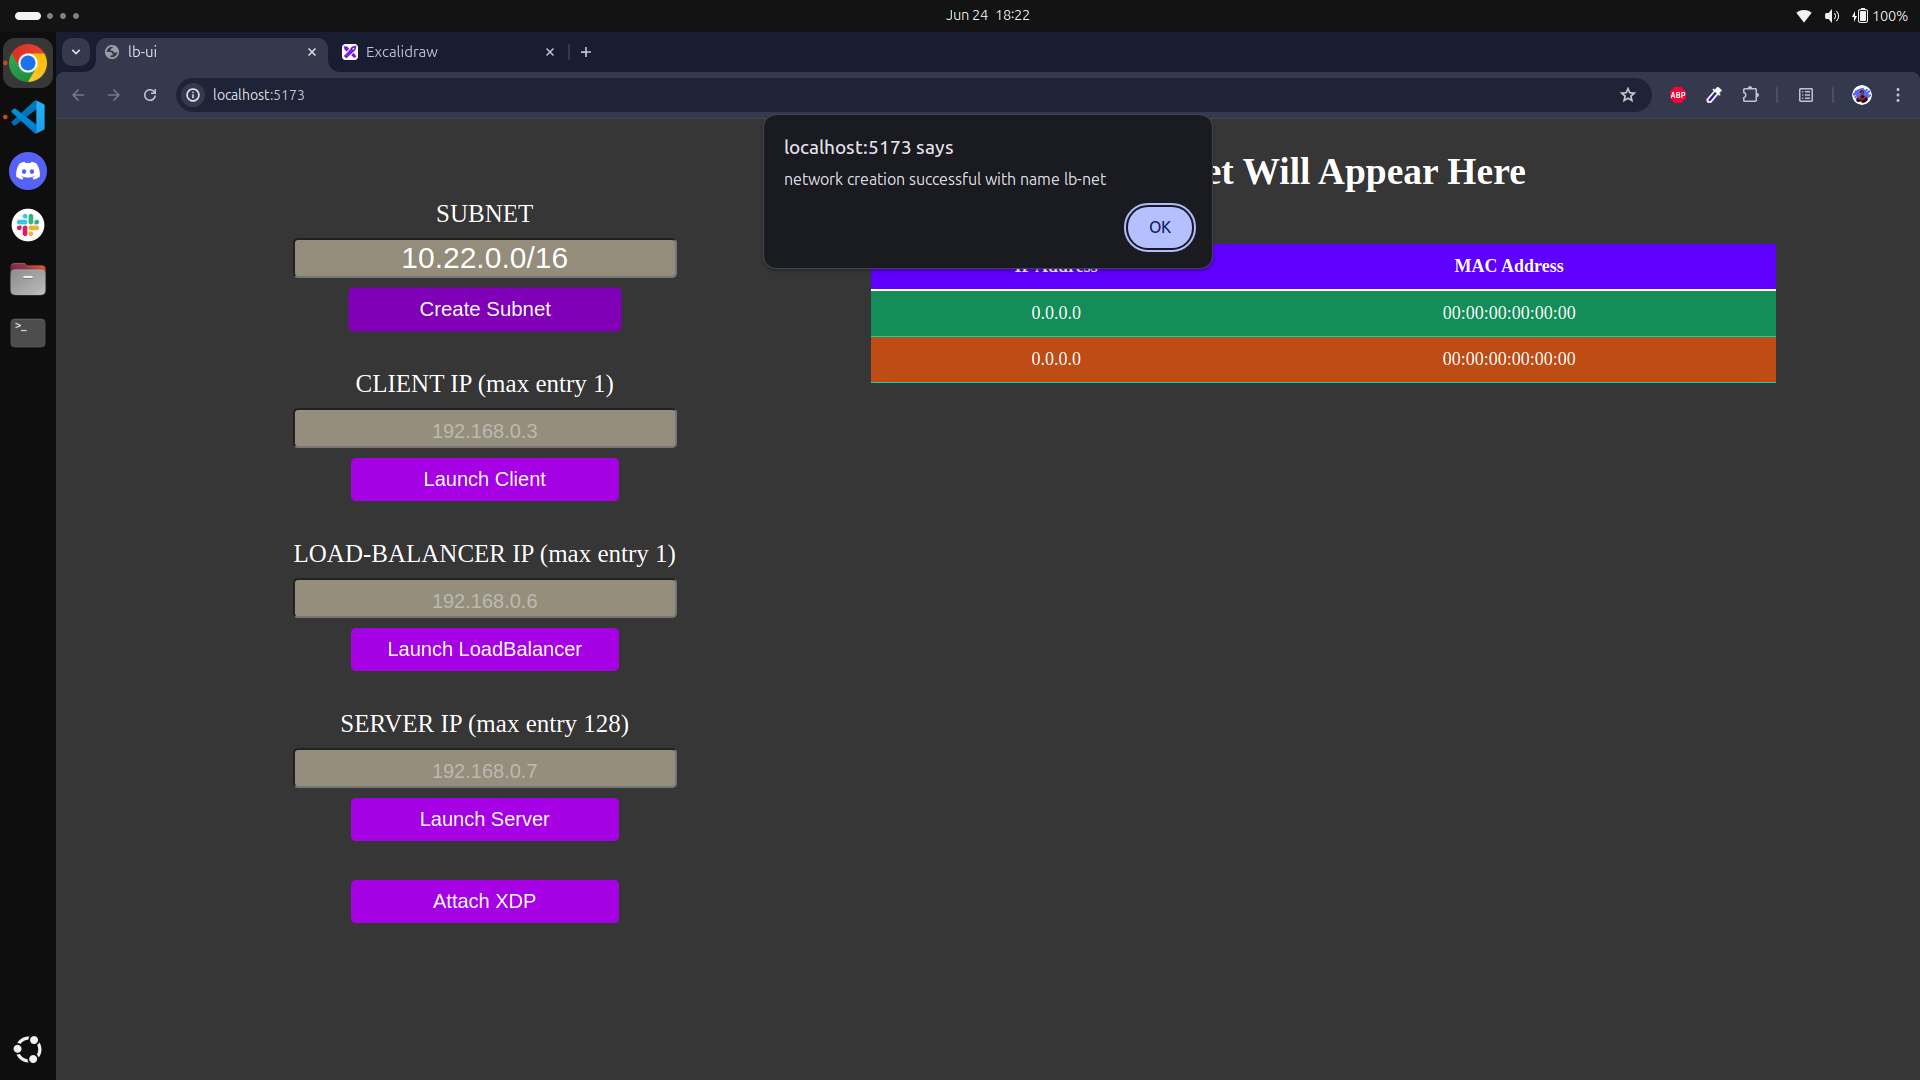 Jun 24 18:22
100%
lb-ui
Excalidraw
localhost:5173
ABP
localhost:5173 says
network creation successful with name lb-net
OK
et Will Appear Here
SUBNET
10.22.0.0/16
Create Subnet
CLIENT IP (max entry 1)
192.168.0.3
Launch Client
LOAD-BALANCER IP (max entry 1)
192.168.0.6
Launch LoadBalancer
SERVER IP (max entry 128)
192.168.0.7
Launch Server
Attach XDP
IP Address MAC Address
0.0.0.0 00:00:00:00:00:00
0.0.0.0 00:00:00:00:00:00